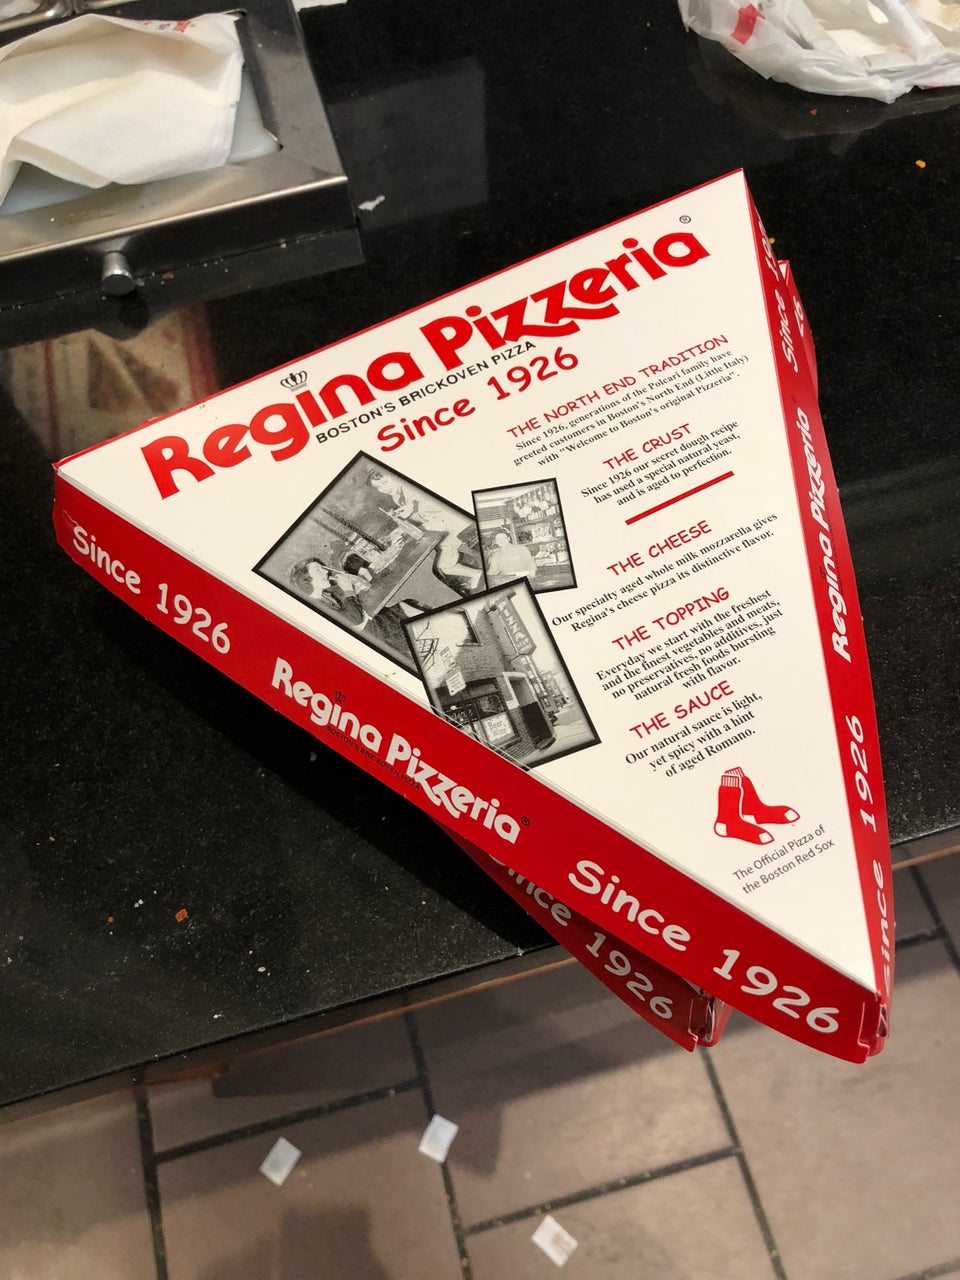 Regina Pizzeria®
BOSTON'S BRICKOVEN PIZZA
Since 1926
THE NORTH END TRADITION
Since 1926, generations of the Polcari family have
greeted customers in Boston's North End (Little Italy)
with "Welcome to Boston's original Pizzeria".
THE CRUST
Since 1926 our secret dough recipe
has used a special natural yeast,
and is aged to perfection.
THE CHEESE
Our specialty aged whole milk mozzarella gives
Regina's cheese pizza its distinctive flavor.
THE TOPPING
Everyday we start with the freshest
and the finest vegetables and meats,
no preservatives, no additives, just
natural fresh foods bursting
with flavor.
THE SAUCE
Our natural sauce is light,
yet spicy with a hint
of aged Romano.
The Official Pizza of
the Boston Red Sox
PIZZA
Since 1926
Regina Pizzeria®
BOSTON'S BRICKOVEN PIZZA
Since 1926
Since 1926
Since
Regina Pizzeria
1926
Since
26